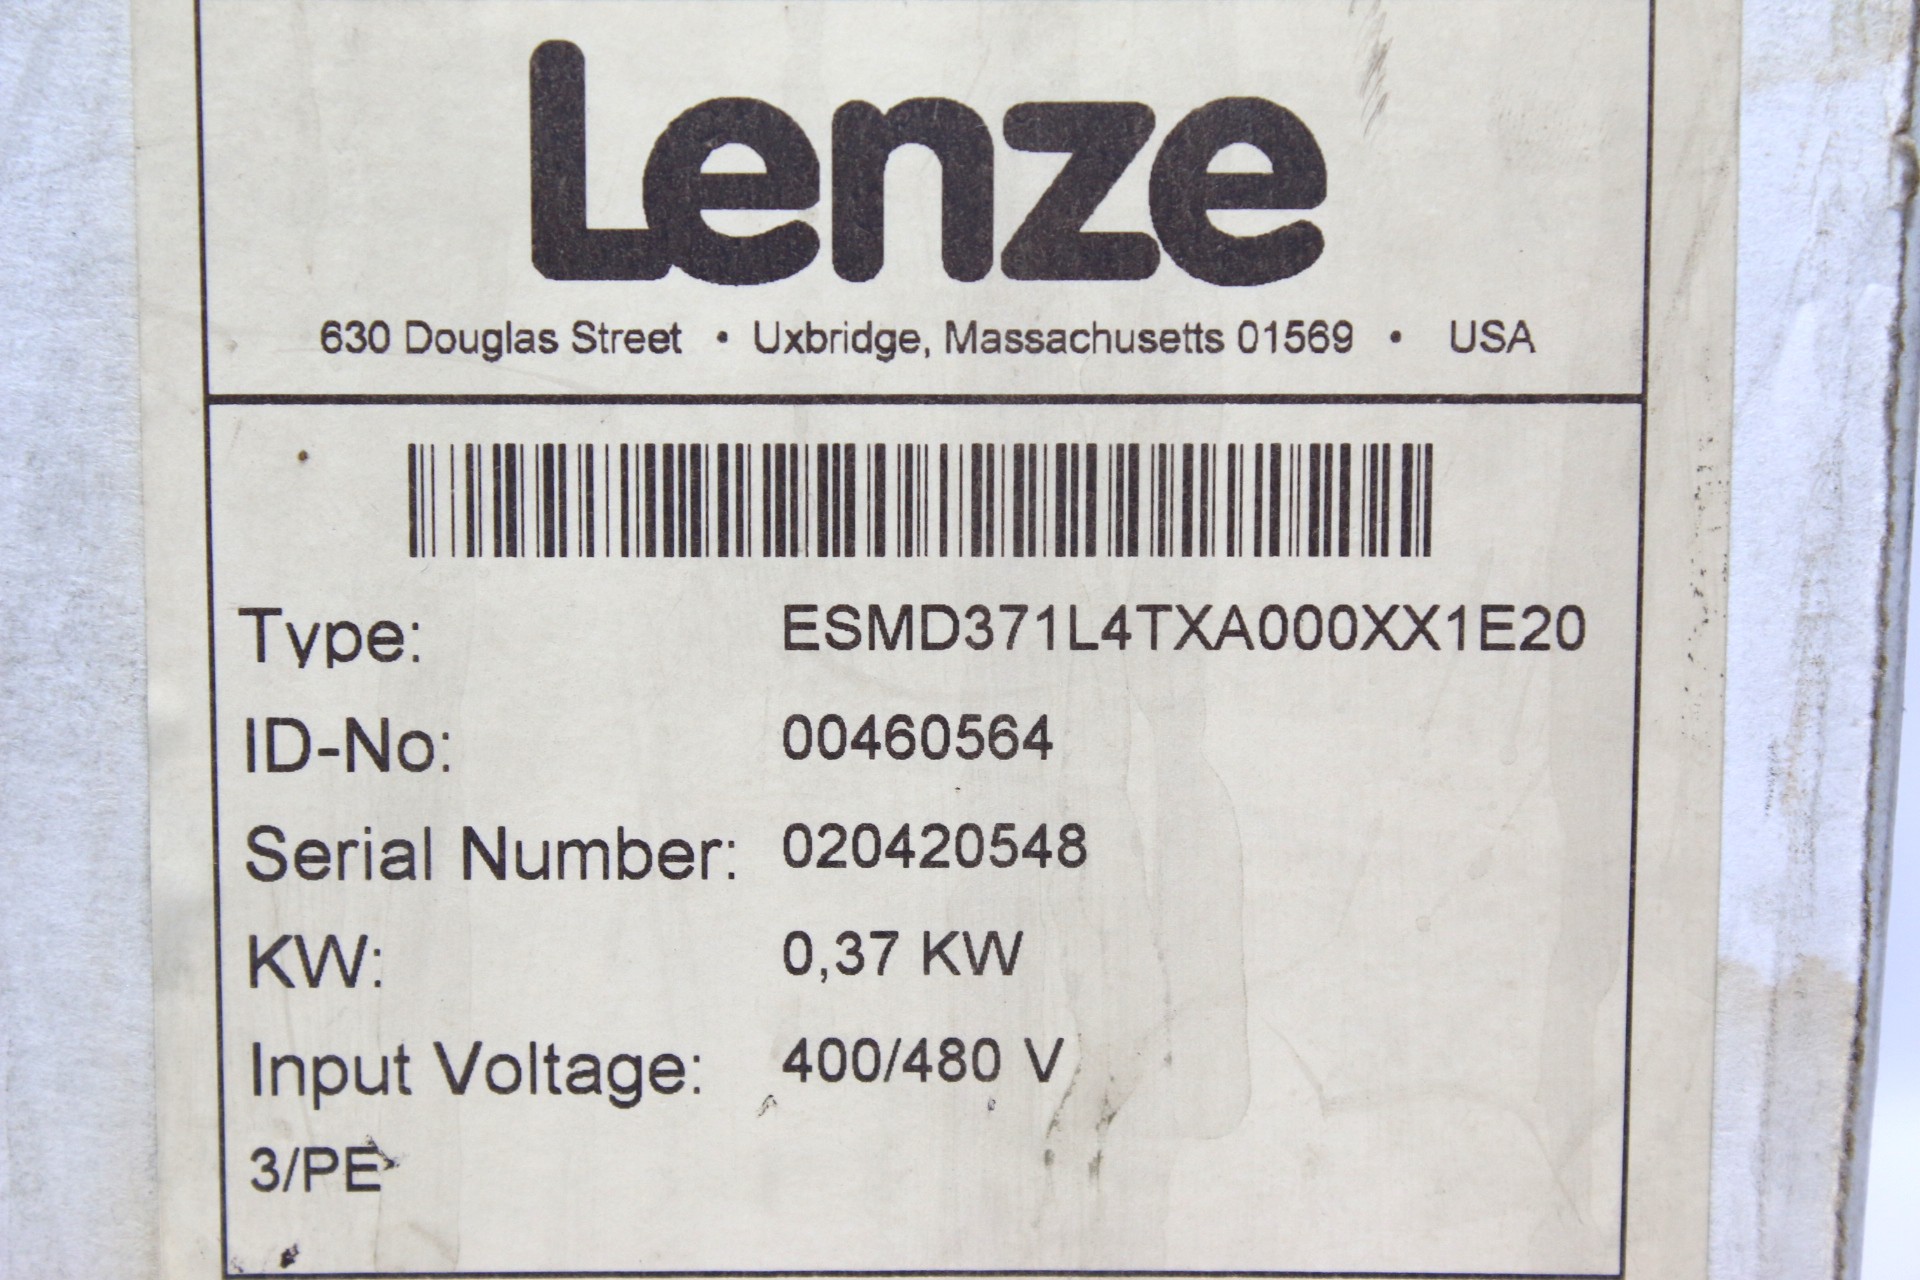 Lenze
630 Douglas Street • Uxbridge, Massachusetts 01569 • USA
Type: ESMD371L4TXA000XX1E20
ID-No: 00460564
Serial Number: 020420548
KW: 0,37 KW
Input Voltage: 400/480 V
3/PE